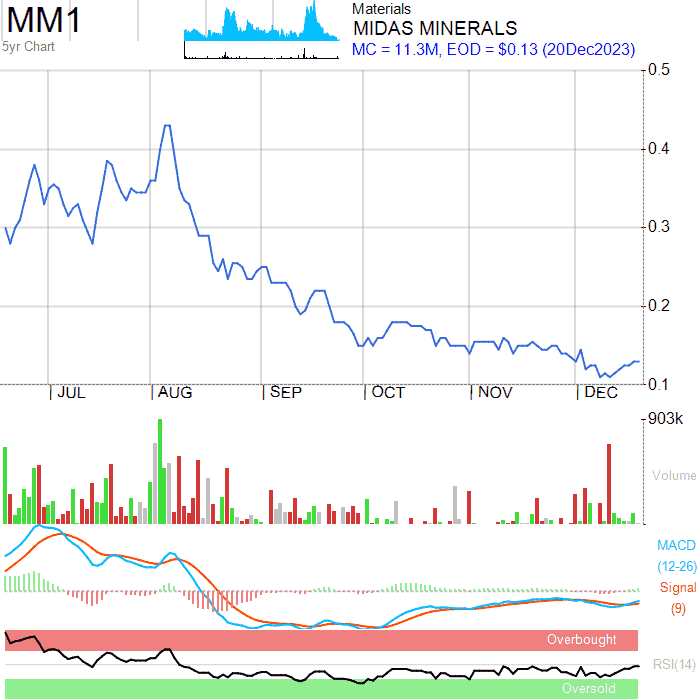 MM1
5yr Chart
Materials
MIDAS MINERALS
MC = 11.3M, EOD = $0.13 (20Dec2023)
0.5
0.4
0.3
0.2
0.1
JUL
AUG
SEP
OCT
NOV
DEC
903k
Volume
MACD
(12-26)
Signal
(9)
Overbought
RSI(14)
Oversold